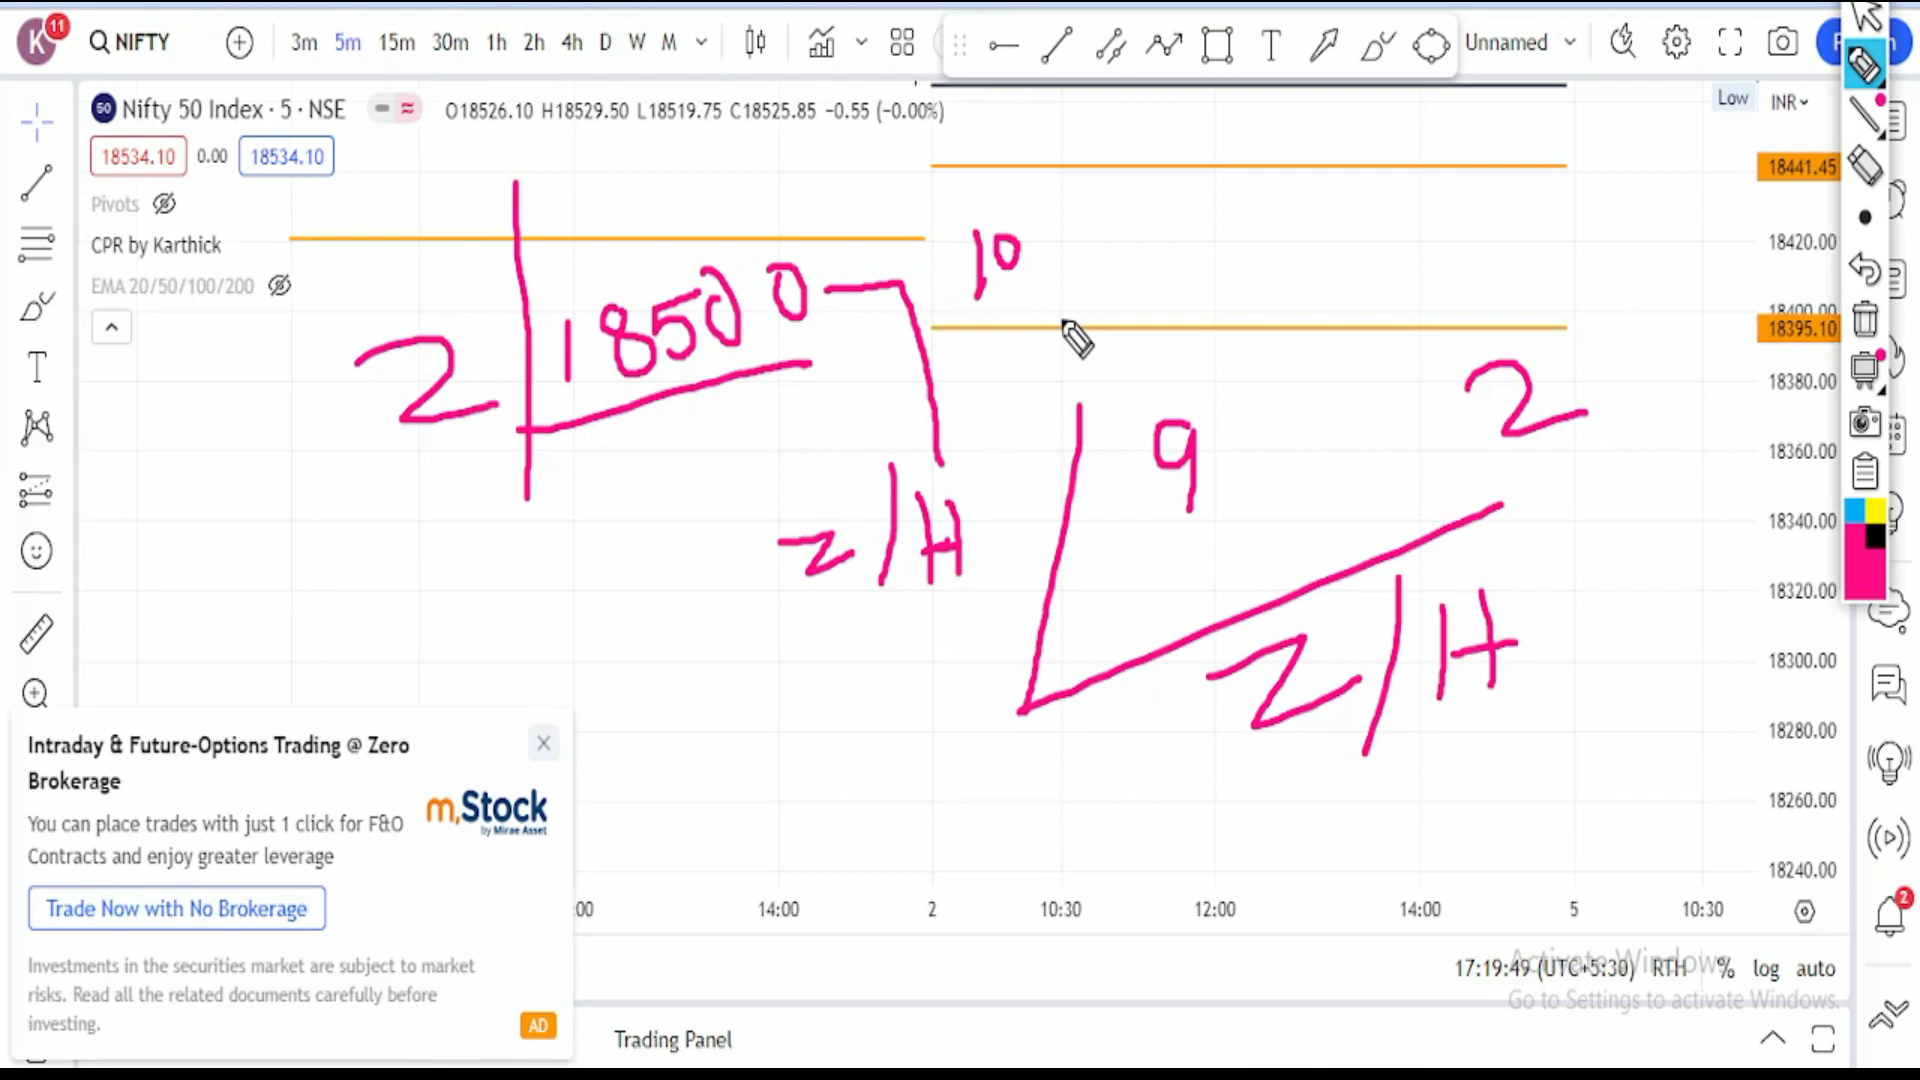 K 11 NIFTY 3m 5m 15m 30m 1h 2h 4h D W M T Unnamed
50 Nifty 50 Index · 5 · NSE O18526.10 H18529.50 L18519.75 C18525.85 −0.55 (−0.00%) Low INR
18534.10 0.00 18534.10
Pivots
CPR by Karthick
EMA 20/50/100/200
18441.45
18420.00
18400.00
18395.10
18380.00
18360.00
18340.00
18320.00
18300.00
18280.00
18260.00
18240.00
10
18500
2
9
2
2/H
2/H
T
Intraday & Future-Options Trading @ Zero
Brokerage
You can place trades with just 1 click for F&O
Contracts and enjoy greater leverage
m.Stock
by Mirae Asset
Trade Now with No Brokerage
Investments in the securities market are subject to market
risks. Read all the related documents carefully before
investing.
AD
:00 14:00 2 10:30 12:00 14:00 5 10:30
2
17:19:49 (UTC+5:30) RTH % log auto
Activate Windows
Go to Settings to activate Windows.
Trading Panel